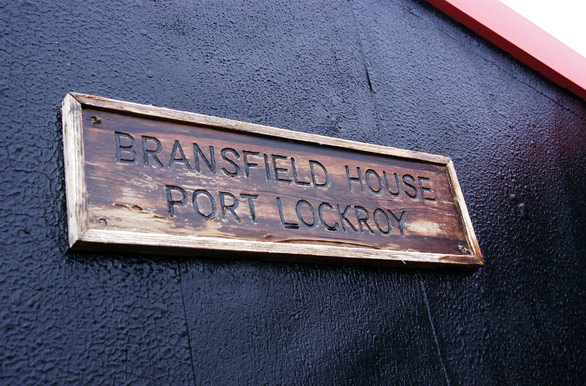 BRANSFIELD HOUSE
PORT LOCKROY